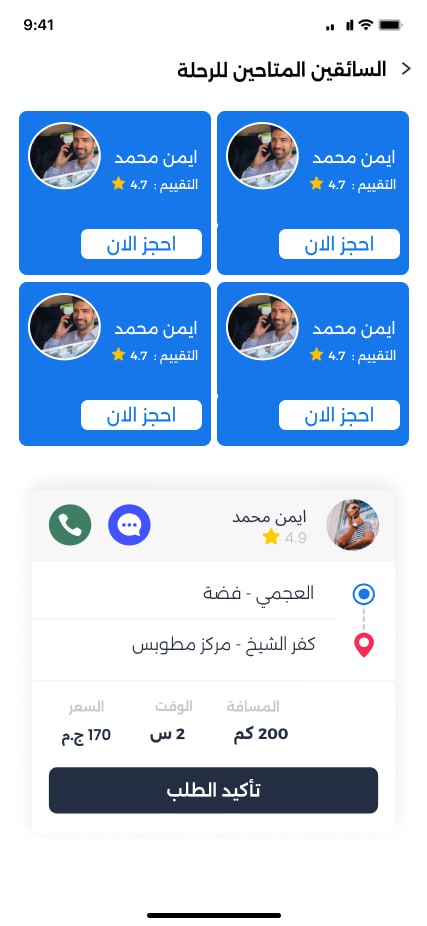 9:41
السائقين المتاحين للرحلة
ايمن محمد
التقييم : 4.7
احجز الان
ايمن محمد
التقييم : 4.7
احجز الان
ايمن محمد
التقييم : 4.7
احجز الان
ايمن محمد
التقييم : 4.7
احجز الان
ايمن محمد
4.9
العجمي - فضة
كفر الشيخ - مركز مطوبس
المسافة الوقت السعر
200 كم 2 س 170 ج.م
تأكيد الطلب